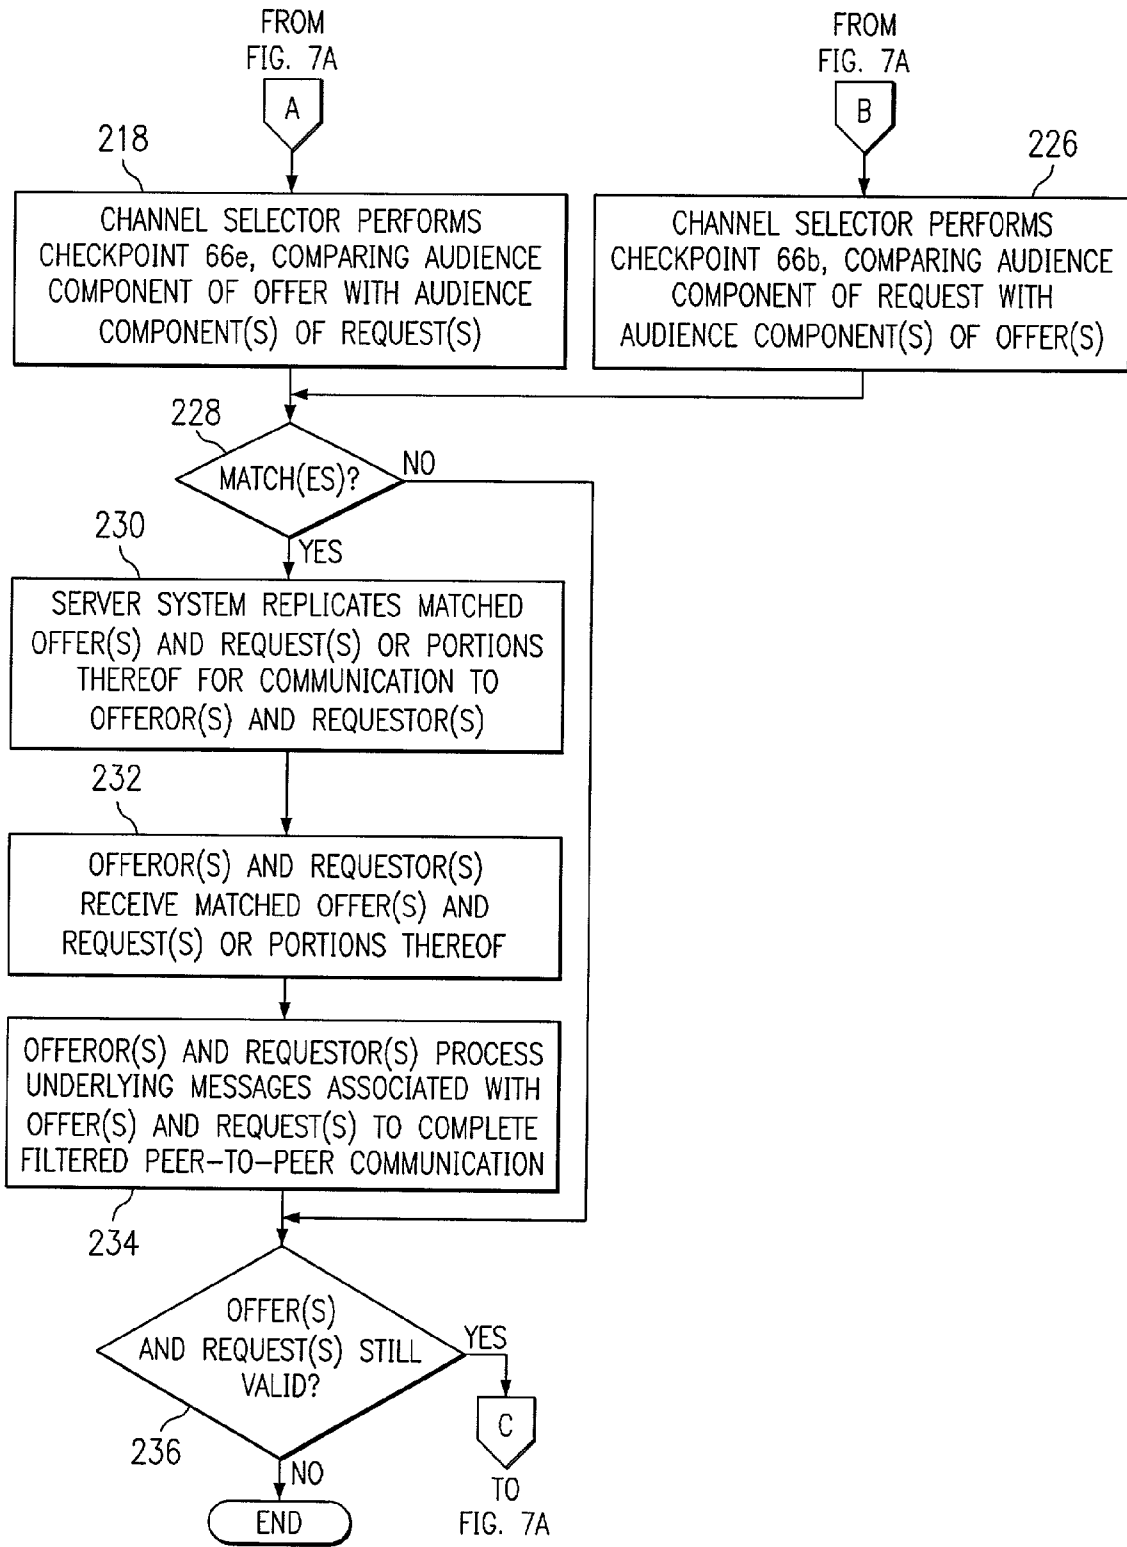 FROM
FIG. 7A
A
FROM
FIG. 7A
B
218
226
CHANNEL SELECTOR PERFORMS
CHECKPOINT 66e, COMPARING AUDIENCE
COMPONENT OF OFFER WITH AUDIENCE
COMPONENT(S) OF REQUEST(S)
CHANNEL SELECTOR PERFORMS
CHECKPOINT 66b, COMPARING AUDIENCE
COMPONENT OF REQUEST WITH
AUDIENCE COMPONENT(S) OF OFFER(S)
228
MATCH(ES)?
NO
YES
230
SERVER SYSTEM REPLICATES MATCHED
OFFER(S) AND REQUEST(S) OR PORTIONS
THEREOF FOR COMMUNICATION TO
OFFEROR(S) AND REQUESTOR(S)
232
OFFEROR(S) AND REQUESTOR(S)
RECEIVE MATCHED OFFER(S) AND
REQUEST(S) OR PORTIONS THEREOF
OFFEROR(S) AND REQUESTOR(S) PROCESS
UNDERLYING MESSAGES ASSOCIATED WITH
OFFER(S) AND REQUEST(S) TO COMPLETE
FILTERED PEER-TO-PEER COMMUNICATION
234
OFFER(S)
AND REQUEST(S) STILL
VALID?
YES
236
C
TO
FIG. 7A
NO
END